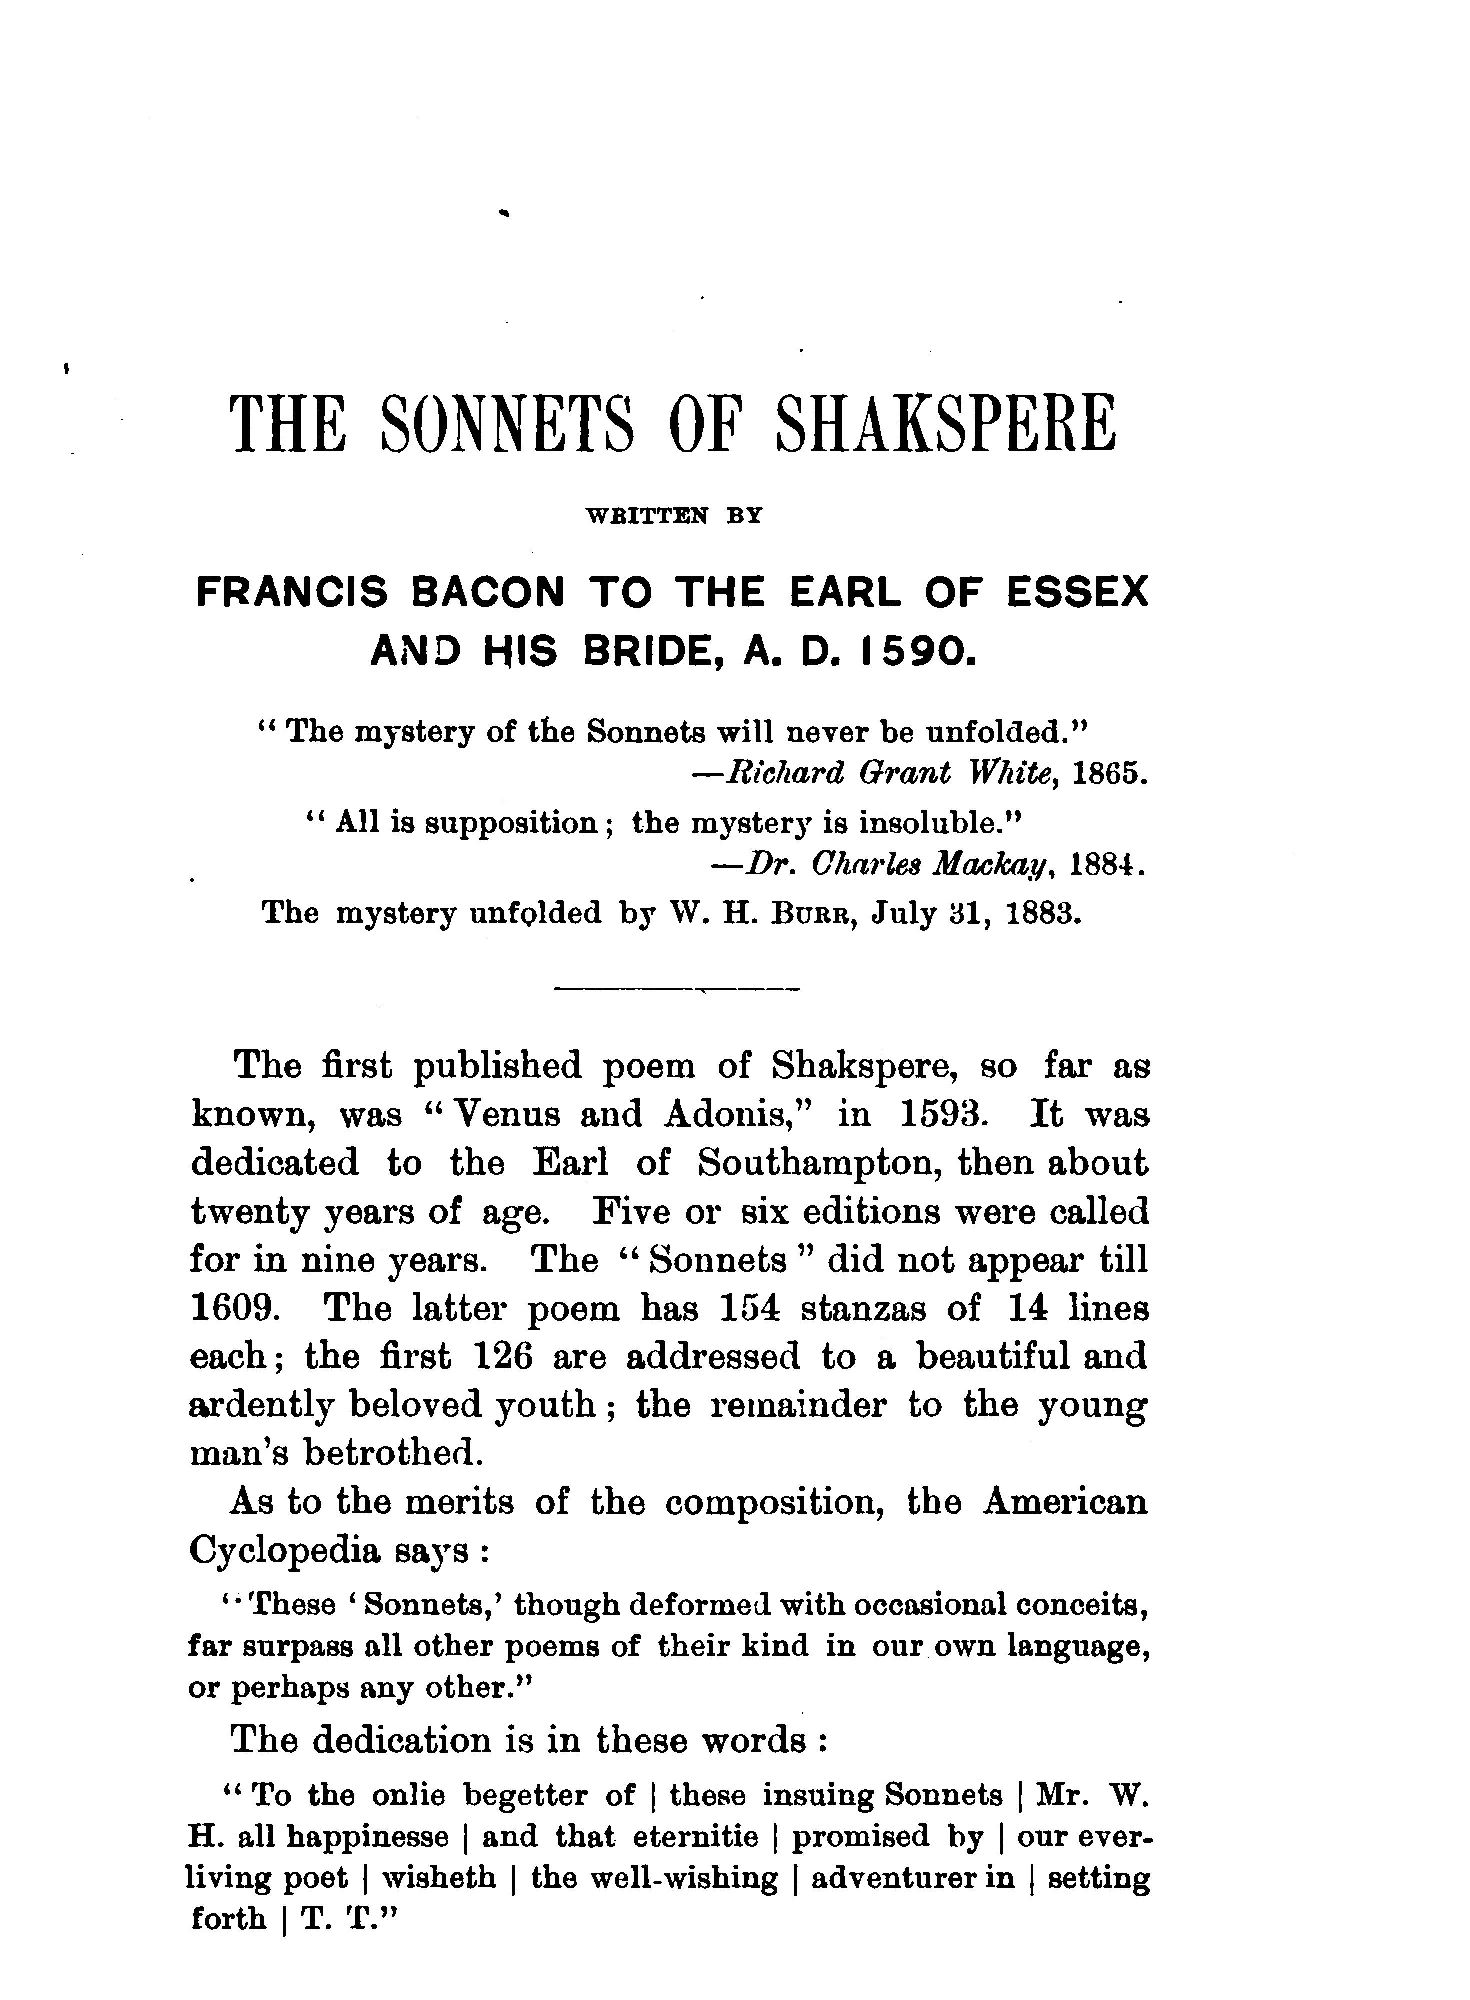 THE SONNETS OF SHAKSPERE
WRITTEN BY
FRANCIS BACON TO THE EARL OF ESSEX
AND HIS BRIDE, A. D. 1590.
“The mystery of the Sonnets will never be unfolded.”
—Richard Grant White, 1865.
“All is supposition; the mystery is insoluble.”
—Dr. Charles Mackay, 1884.
The mystery unfolded by W. H. BURR, July 31, 1883.
The first published poem of Shakspere, so far as
known, was “Venus and Adonis,” in 1593. It was
dedicated to the Earl of Southampton, then about
twenty years of age. Five or six editions were called
for in nine years. The “Sonnets” did not appear till
1609. The latter poem has 154 stanzas of 14 lines
each; the first 126 are addressed to a beautiful and
ardently beloved youth; the remainder to the young
man’s betrothed.
As to the merits of the composition, the American
Cyclopedia says:
“These ‘Sonnets,’ though deformed with occasional conceits,
far surpass all other poems of their kind in our own language,
or perhaps any other.”
The dedication is in these words:
“To the onlie begetter of | these insuing Sonnets | Mr. W.
H. all happinesse | and that eternitie | promised by | our ever-
living poet | wisheth | the well-wishing | adventurer in | setting
forth | T. T.”